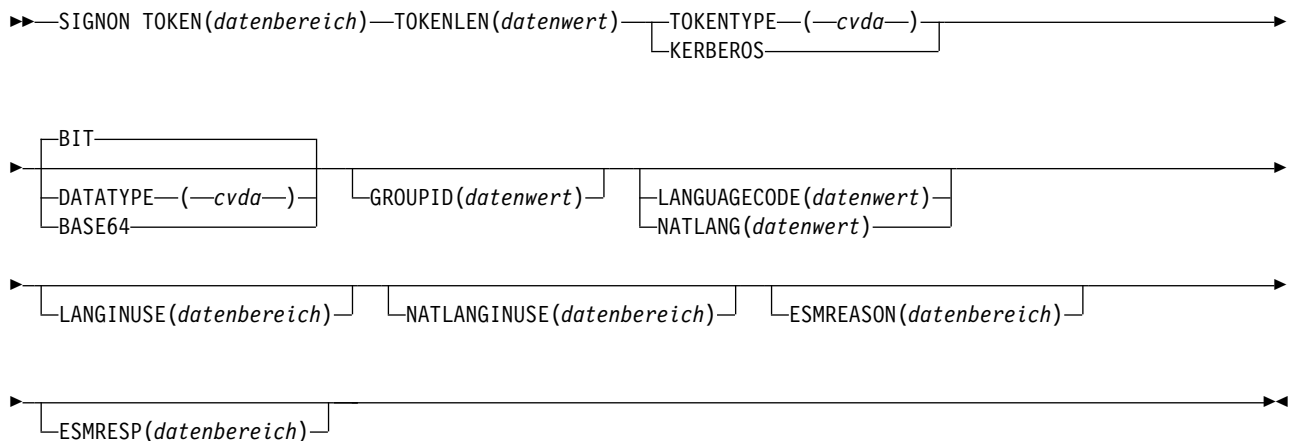 SIGNON TOKEN(datenbereich) TOKENLEN(datenwert) TOKENTYPE ( cvda )
KERBEROS
BIT
DATATYPE ( cvda )
BASE64
GROUPID(datenwert)
LANGUAGECODE(datenwert)
NATLANG(datenwert)
LANGINUSE(datenbereich)
NATLANGINUSE(datenbereich)
ESMREASON(datenbereich)
ESMRESP(datenbereich)